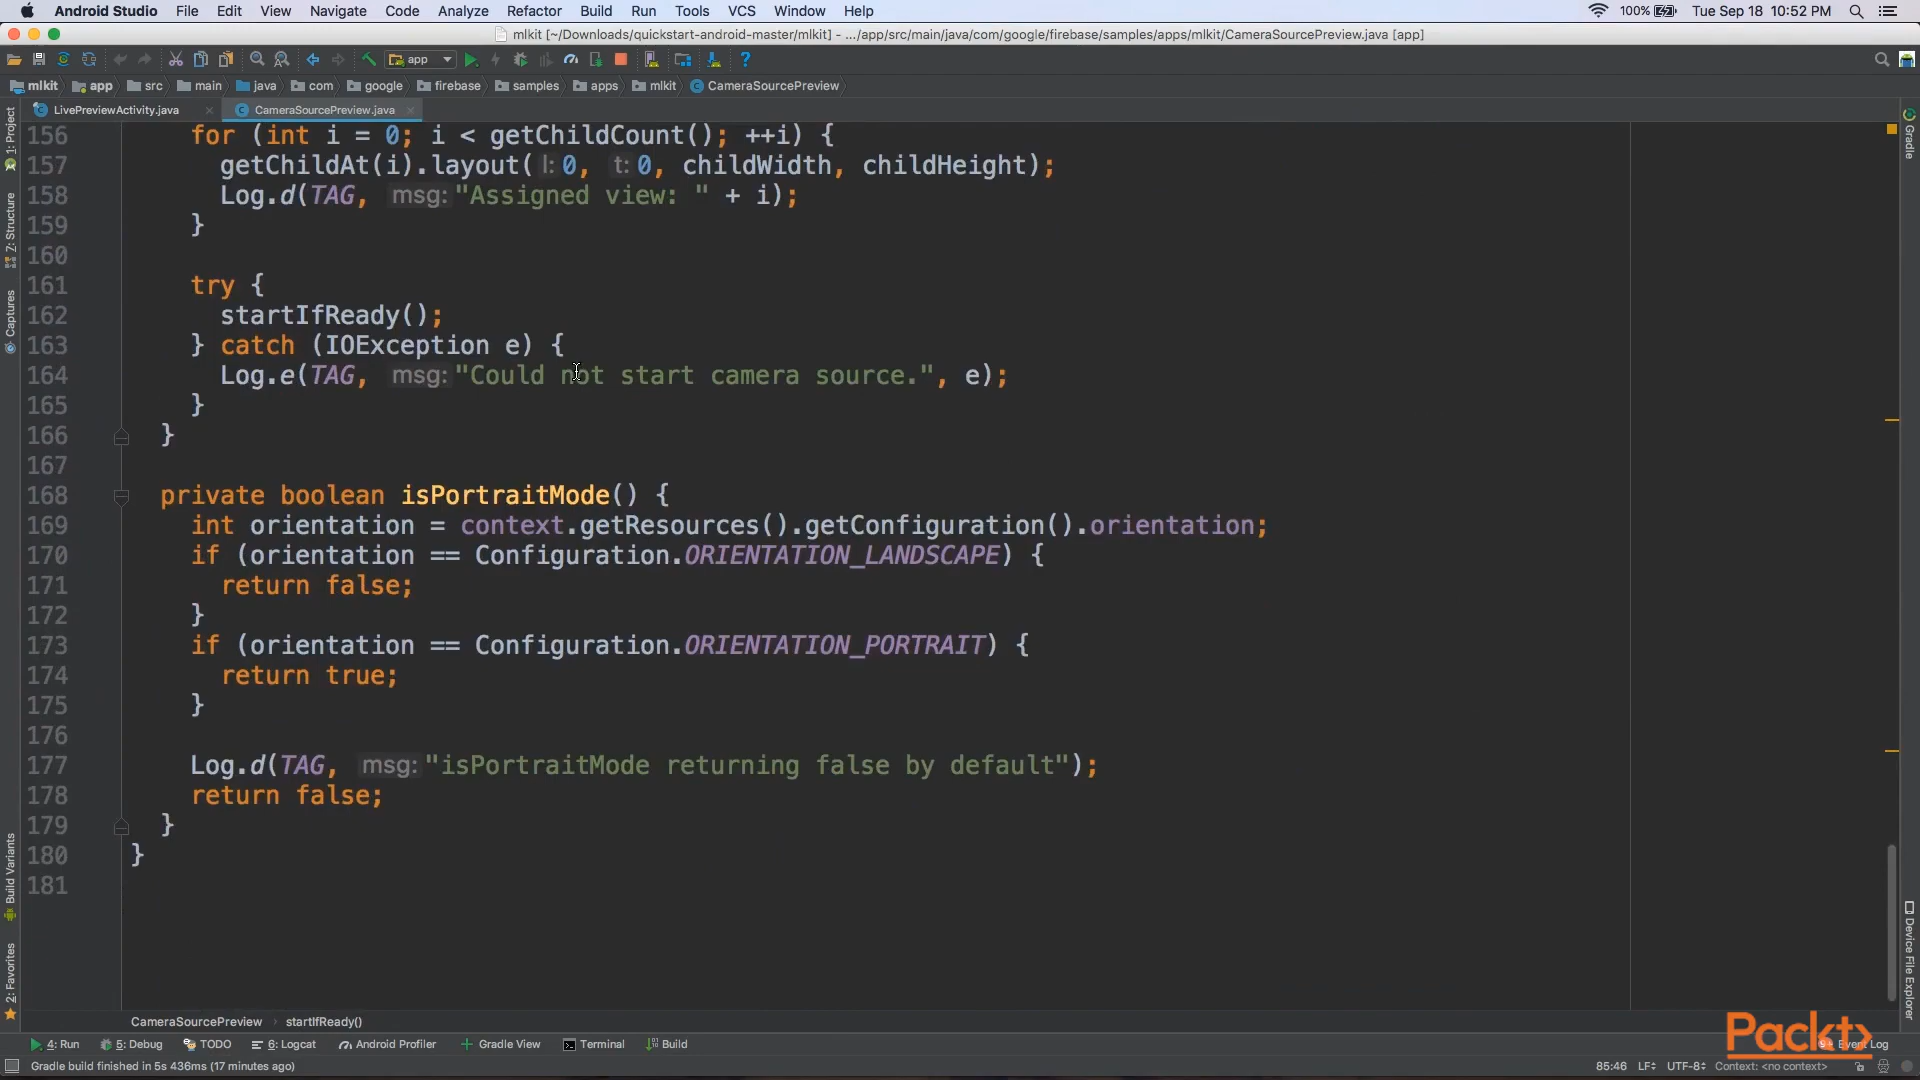 Android Studio File Edit View Navigate Code Analyze Refactor Build Run Tools VCS Window Help 100% Tue Sep 18 10:52 PM
mlkit [~/Downloads/quickstart-android-master/mlkit] - .../app/src/main/java/com/google/firebase/samples/apps/mlkit/CameraSourcePreview.java [app]
app
mlkit app src main java com google firebase samples apps mlkit CameraSourcePreview
LivePreviewActivity.java CameraSourcePreview.java
1: Project
7: Structure
Captures
Build Variants
2: Favorites
156 for (int i = 0; i < getChildCount(); ++i) {
157 getChildAt(i).layout( l: 0, t: 0, childWidth, childHeight);
158 Log.d(TAG, msg: "Assigned view: " + i);
159 }
160
161 try {
162 startIfReady();
163 } catch (IOException e) {
164 Log.e(TAG, msg: "Could not start camera source.", e);
165 }
166 }
167
168 private boolean isPortraitMode() {
169 int orientation = context.getResources().getConfiguration().orientation;
170 if (orientation == Configuration.ORIENTATION_LANDSCAPE) {
171 return false;
172 }
173 if (orientation == Configuration.ORIENTATION_PORTRAIT) {
174 return true;
175 }
176
177 Log.d(TAG, msg: "isPortraitMode returning false by default");
178 return false;
179 }
180 }
181
Gradle
Device File Explorer
CameraSourcePreview › startIfReady()
4: Run 5: Debug TODO 6: Logcat Android Profiler Gradle View Terminal Build Event Log
Packt>
Gradle build finished in 5s 436ms (17 minutes ago) 85:46 LF UTF-8 Context: <no context>